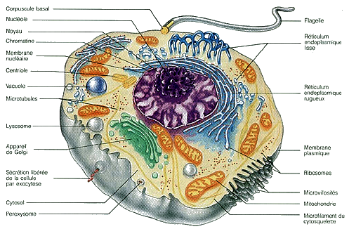 Corpuscule basal
Nucléole
Noyau
Chromatine
Membrane
nucléaire
Centriole
Vacuole
Microtubules
Lysosome
Appareil
de Golgi
Sécrétion libérée
de la cellule
par exocytose
Cytosol
Peroxysome
Flagelle
Réticulum
endoplasmique
lisse
Réticulum
endoplasmique
rugueux
Membrane
plasmique
Ribosomes
Microvillosités
Mitochondrie
Microfilament du
cytosquelette